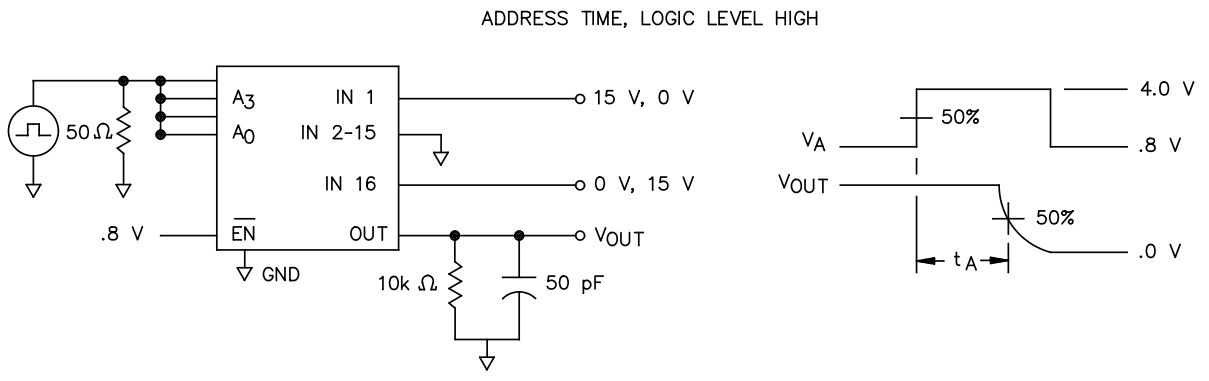 ADDRESS TIME, LOGIC LEVEL HIGH
50Ω
A3
A0
EN
.8 V
GND
IN 1
IN 2-15
IN 16
OUT
15 V, 0 V
0 V, 15 V
VOUT
10k Ω
50 pF
VA
50%
4.0 V
.8 V
VOUT
50%
.0 V
tA